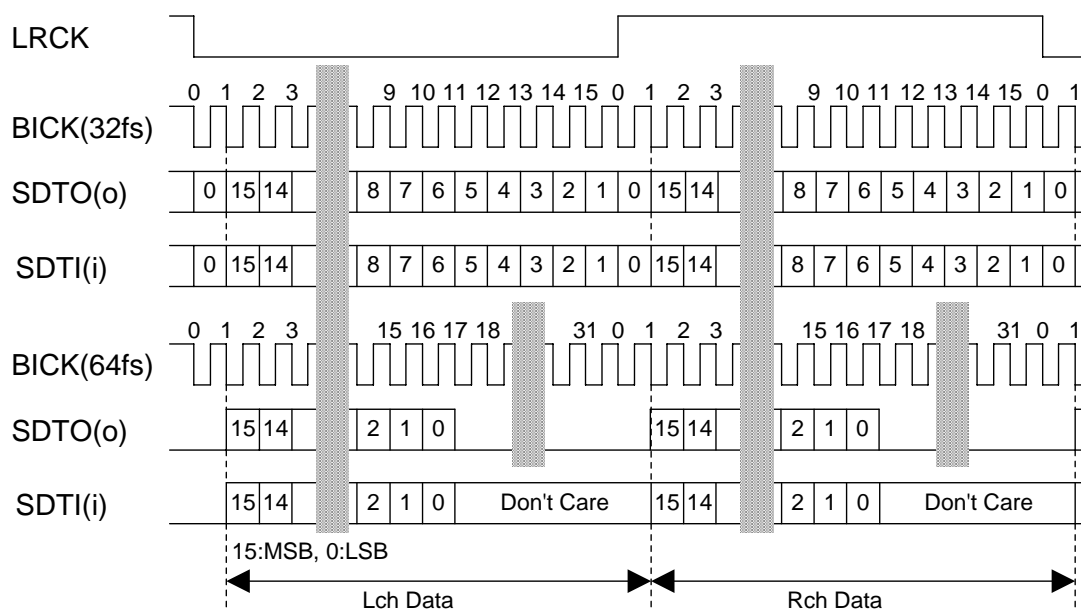 LRCK
0 1 2 3 9 10 11 12 13 14 15 0 1 2 3 9 10 11 12 13 14 15 0 1
BICK(32fs)
SDTO(o) 0 15 14 8 7 6 5 4 3 2 1 0 15 14 8 7 6 5 4 3 2 1 0
SDTI(i) 0 15 14 8 7 6 5 4 3 2 1 0 15 14 8 7 6 5 4 3 2 1 0
0 1 2 3 15 16 17 18 31 0 1 2 3 15 16 17 18 31 0 1
BICK(64fs)
SDTO(o) 15 14 2 1 0 15 14 2 1 0
SDTI(i) 15 14 2 1 0 Don't Care 15 14 2 1 0 Don't Care
15:MSB, 0:LSB
Lch Data Rch Data